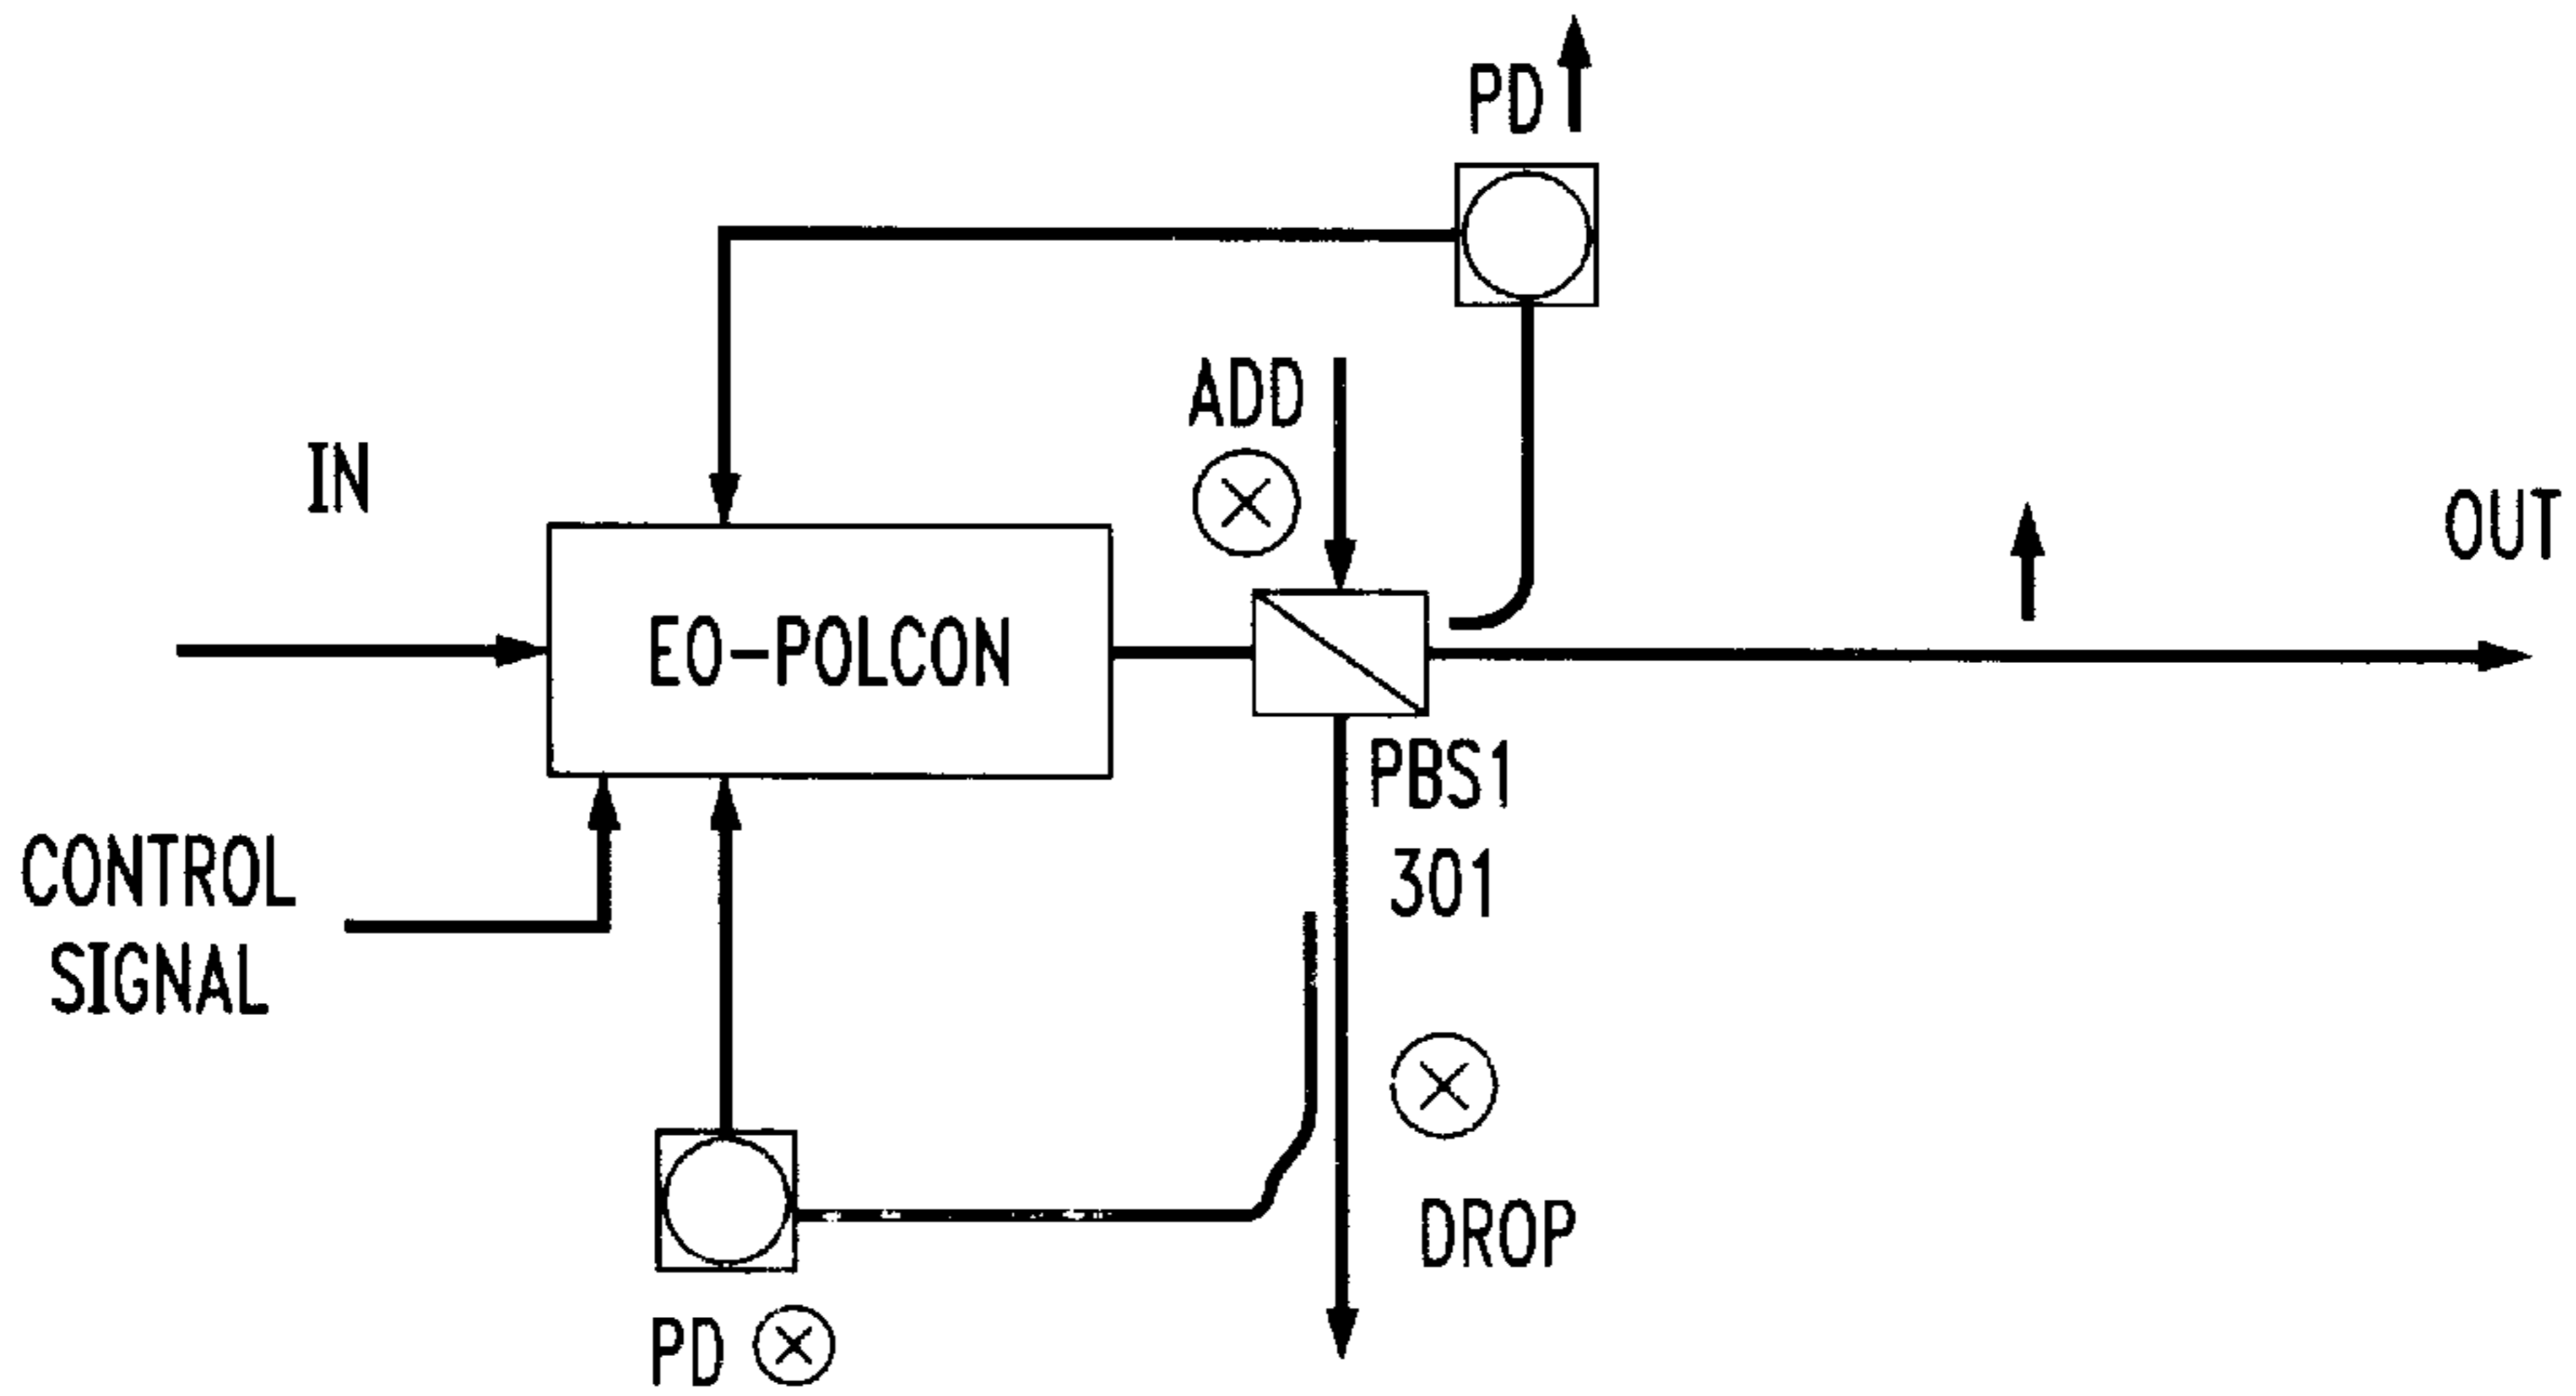 PD
ADD
IN
OUT
EO-POLCON
PBS1
301
CONTROL
SIGNAL
DROP
PD